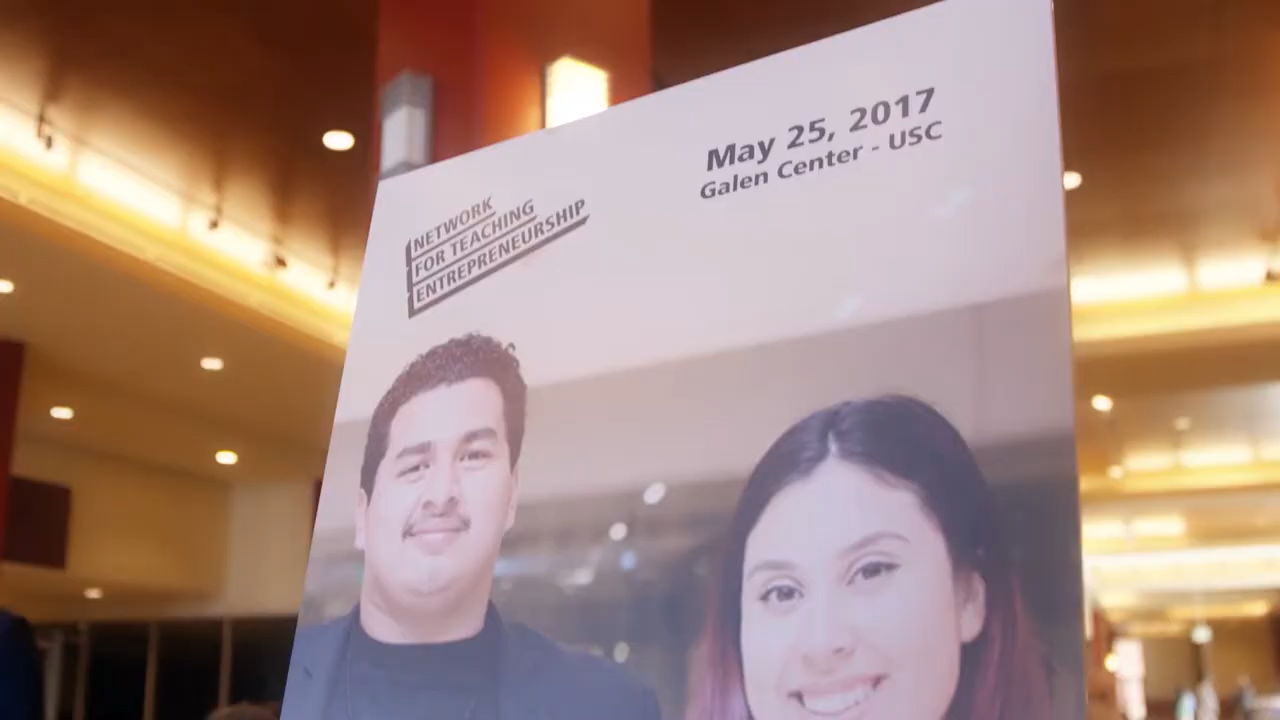 May 25, 2017
Galen Center - USC
NETWORK
FOR TEACHING
ENTREPRENEURSHIP